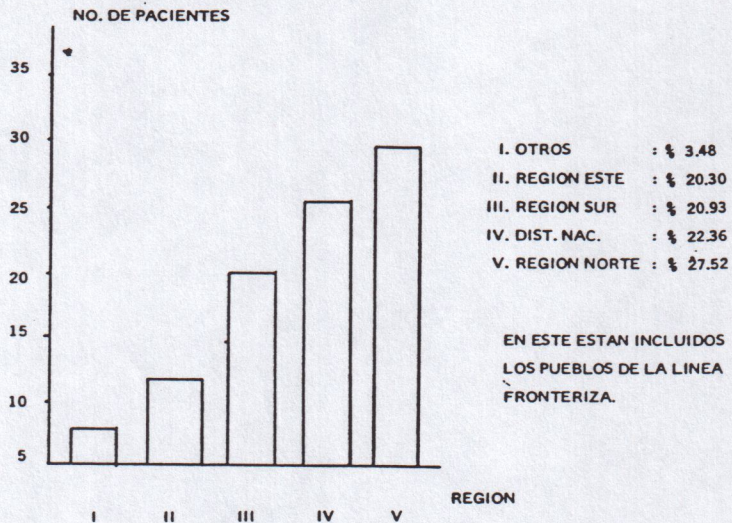 NO. DE PACIENTES
35
30
25
20
15
10
5
I II III IV V
REGION
I. OTROS : % 3.48
II. REGION ESTE : % 20.30
III. REGION SUR : % 20.93
IV. DIST. NAC. : % 22.36
V. REGION NORTE : % 27.52
EN ESTE ESTAN INCLUIDOS
LOS PUEBLOS DE LA LINEA
FRONTERIZA.